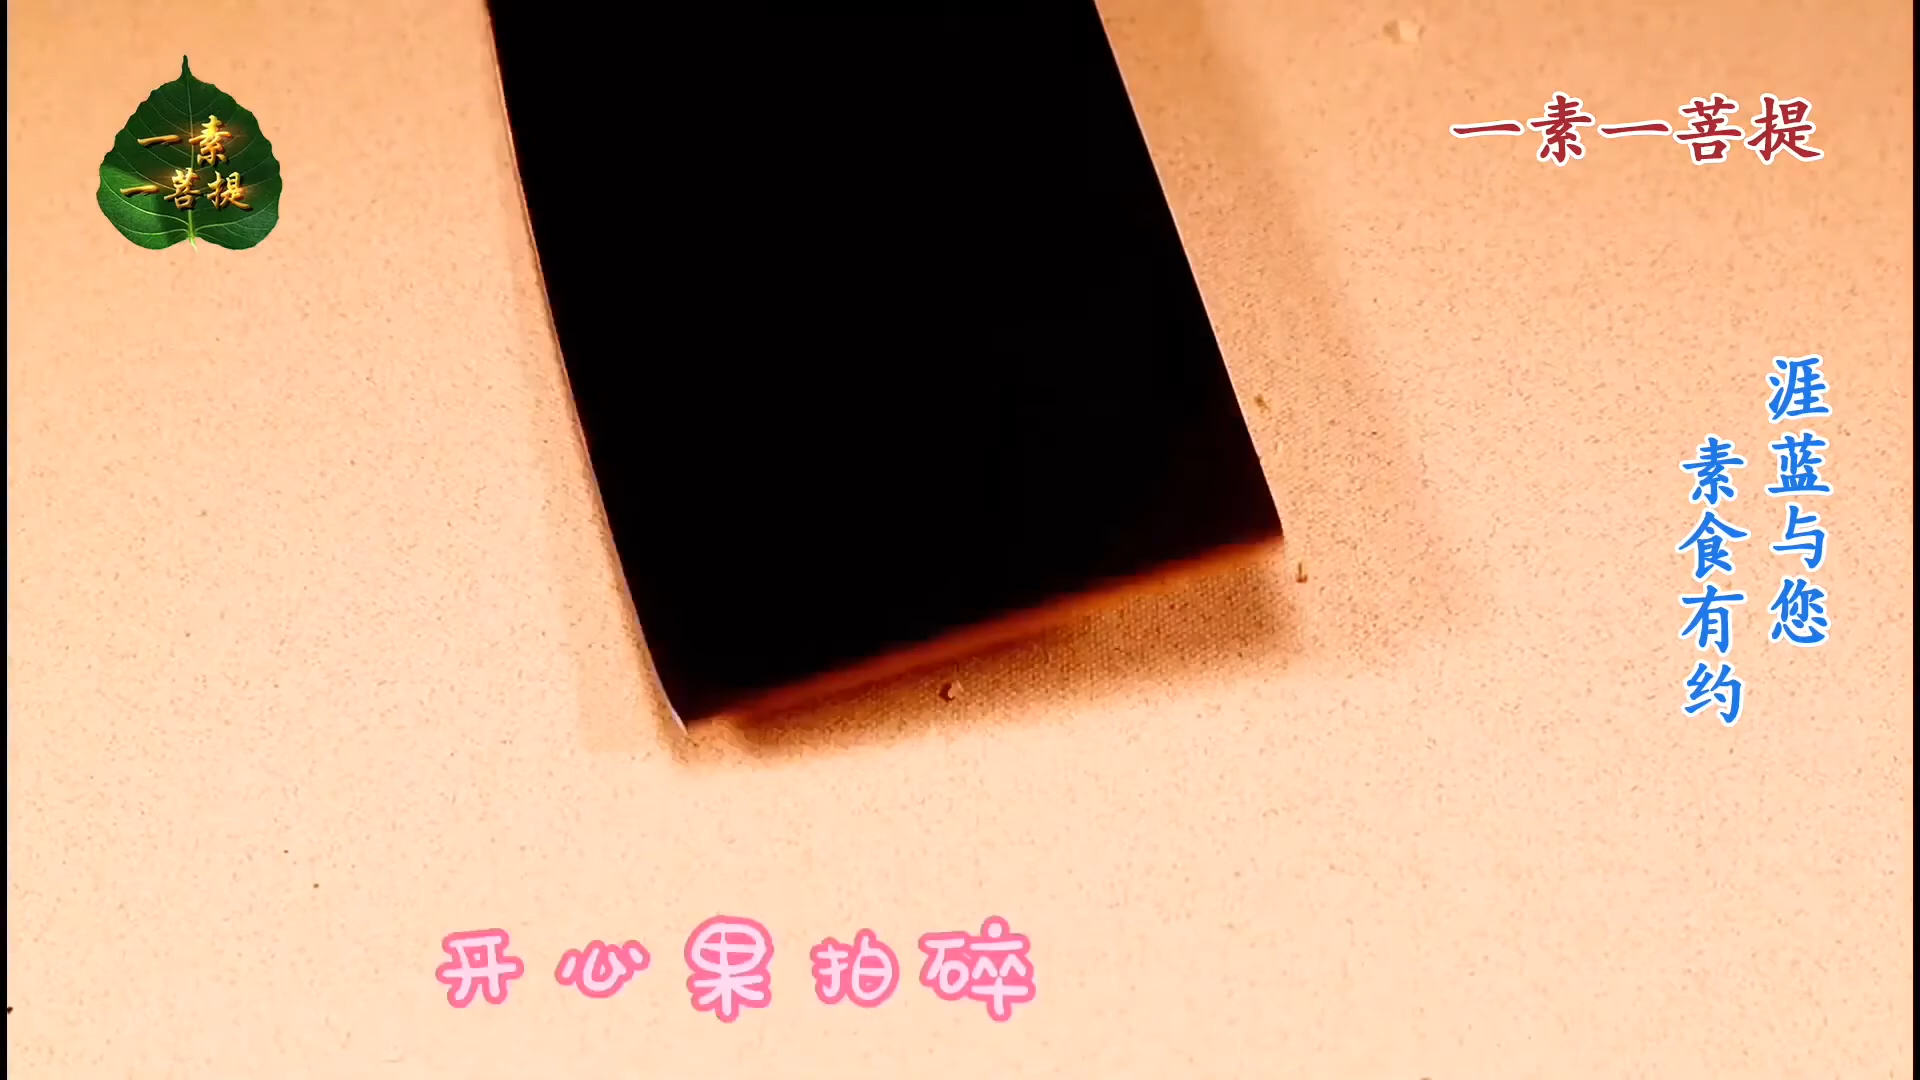 一素
一菩提
一素一菩提
涯蓝与您
素食有约
开心果拍碎